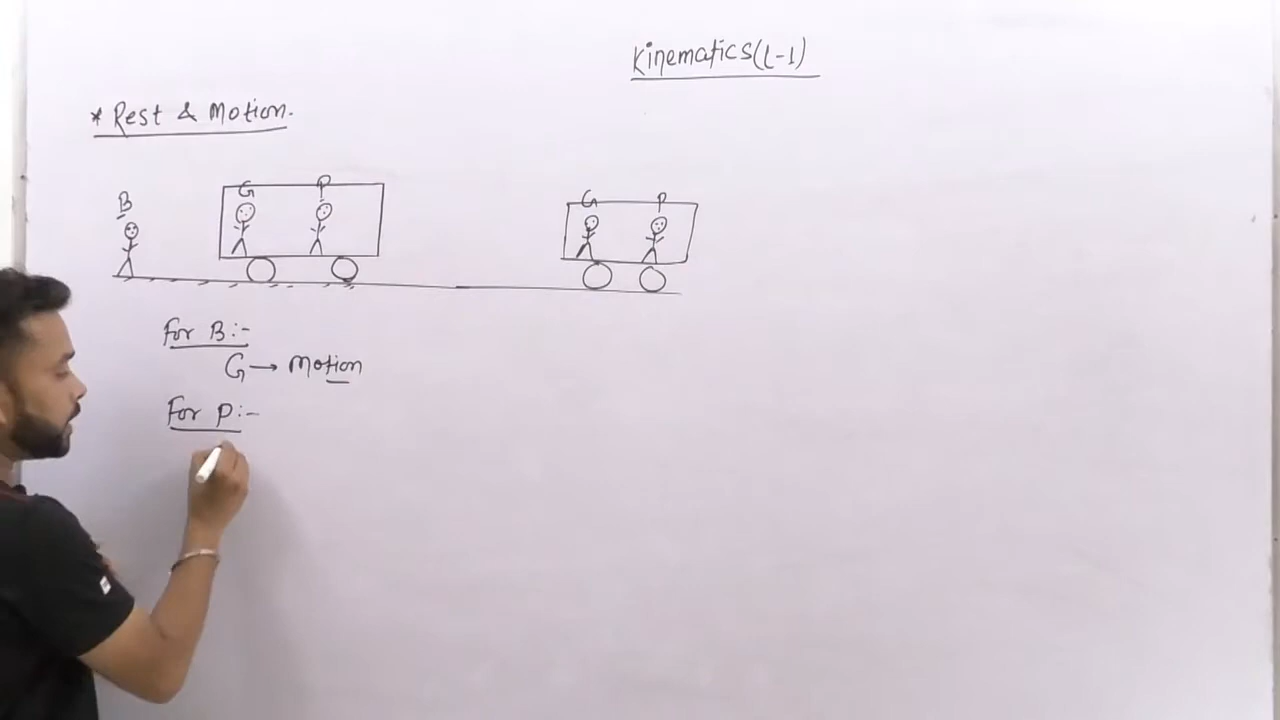 Kinematics(L-1)
* Rest & Motion.
B
G P
G P
For B:-
G → Motion
For P:-